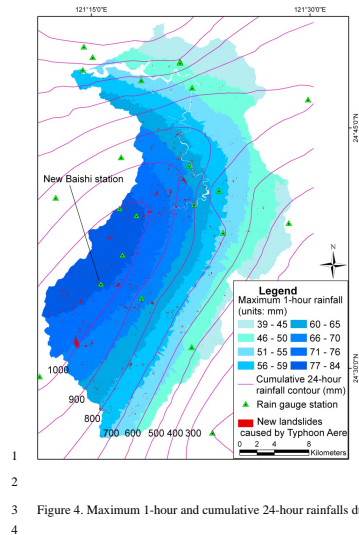 121°15'0"E
121°30'0"E
24°45'0"N
New Baishi station
N
Legend
Maximum 1-hour rainfall
(units: mm)
39 - 45 60 - 65
46 - 50 66 - 70
51 - 55 71 - 76
56 - 59 77 - 84
Cumulative 24-hour
rainfall contour (mm)
Rain gauge station
New landslides
caused by Typhoon Aere
0 2 4 8
Kilometers
24°30'0"N
1000
900
800
700 600 500 400 300
1
2
3 Figure 4. Maximum 1-hour and cumulative 24-hour rainfalls d
4